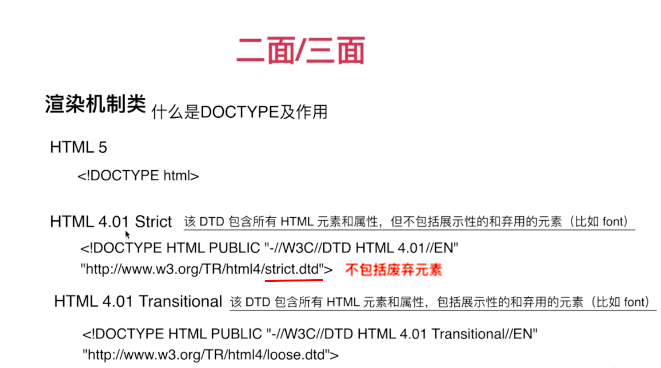 二面/三面
渲染机制类 什么是DOCTYPE及作用
HTML 5
<!DOCTYPE html>
HTML 4.01 Strict 该 DTD 包含所有 HTML 元素和属性，但不包括展示性的和弃用的元素（比如 font）
<!DOCTYPE HTML PUBLIC "-//W3C//DTD HTML 4.01//EN"
"http://www.w3.org/TR/html4/strict.dtd"> 不包括废弃元素
HTML 4.01 Transitional 该 DTD 包含所有 HTML 元素和属性，包括展示性的和弃用的元素（比如 font）
<!DOCTYPE HTML PUBLIC "-//W3C//DTD HTML 4.01 Transitional//EN"
"http://www.w3.org/TR/html4/loose.dtd">